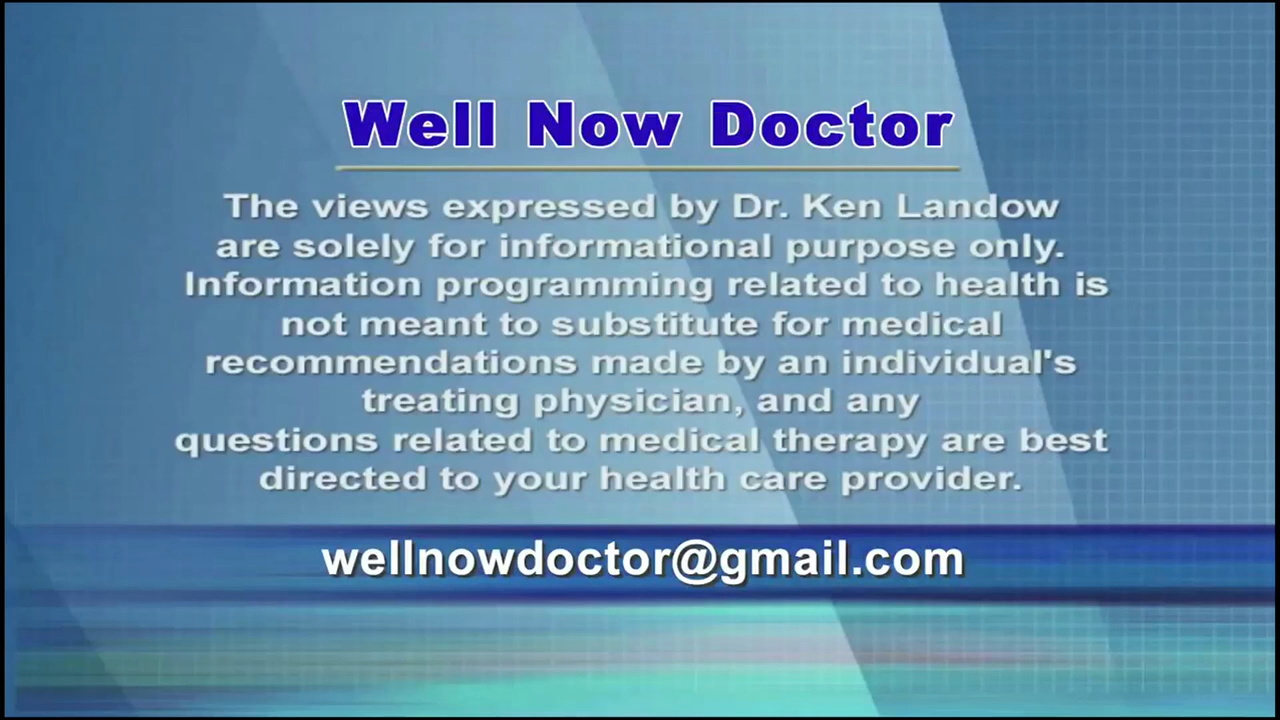 Well Now Doctor
The views expressed by Dr. Ken Landow
are solely for informational purpose only.
Information programming related to health is
not meant to substitute for medical
recommendations made by an individual's
treating physician, and any
questions related to medical therapy are best
directed to your health care provider.
wellnowdoctor@gmail.com